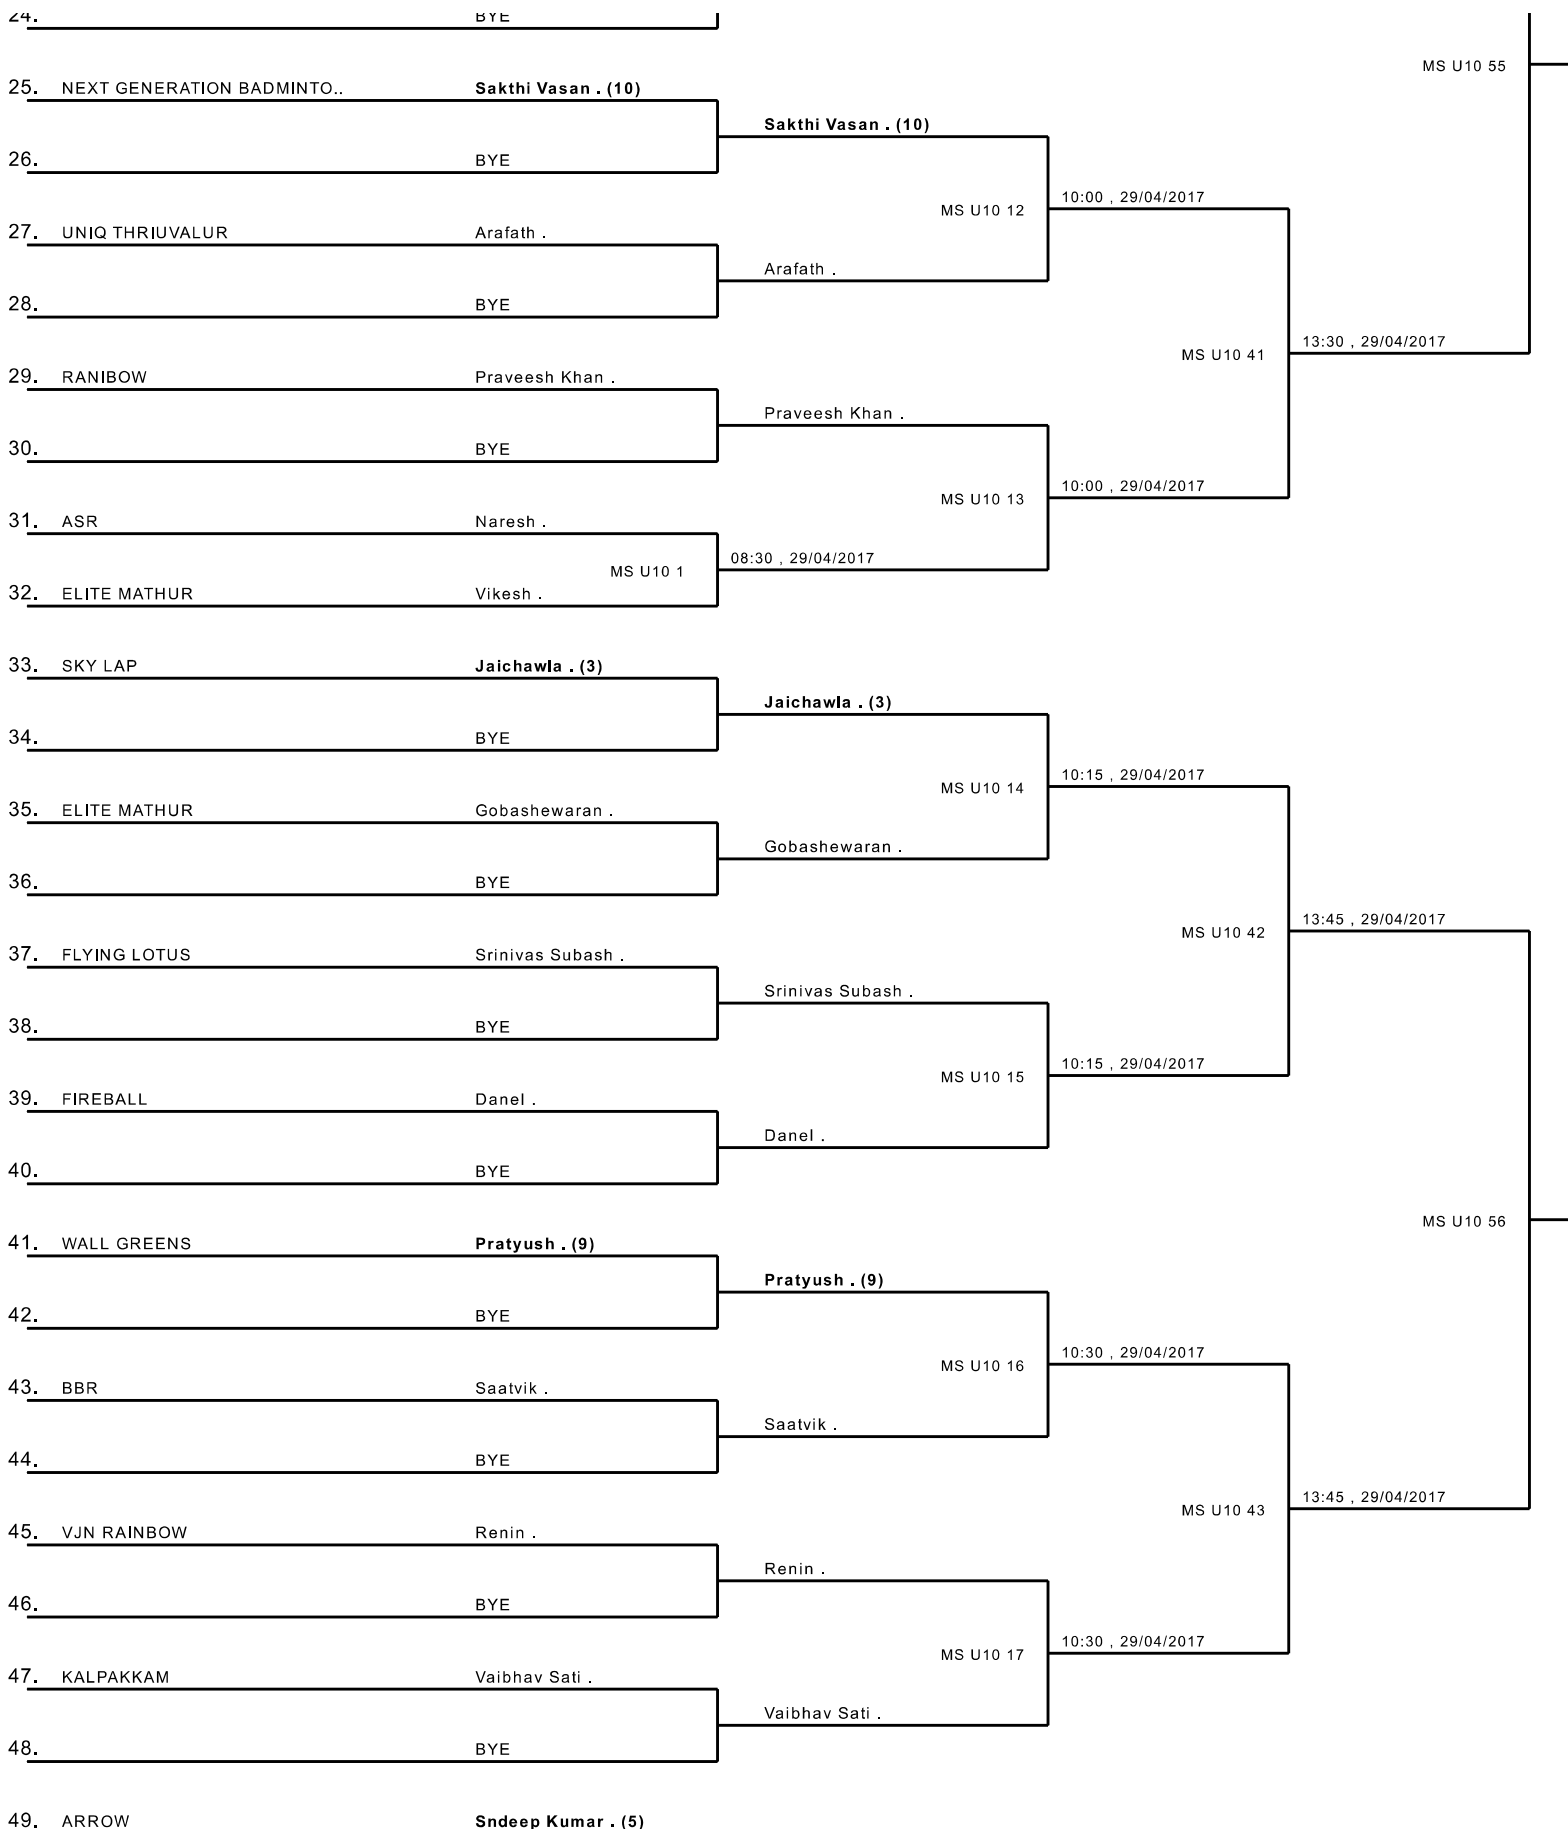 24. BYE
MS U10 55
25. NEXT GENERATION BADMINTO.. Sakthi Vasan . (10)
Sakthi Vasan . (10)
26. BYE
10:00 , 29/04/2017
MS U10 12
27. UNIQ THRIUVALUR Arafath .
Arafath .
28. BYE
13:30 , 29/04/2017
MS U10 41
29. RANIBOW Praveesh Khan .
Praveesh Khan .
30. BYE
10:00 , 29/04/2017
MS U10 13
31. ASR Naresh .
08:30 , 29/04/2017
MS U10 1
32. ELITE MATHUR Vikesh .
33. SKY LAP Jaichawla . (3)
Jaichawla . (3)
34. BYE
10:15 , 29/04/2017
MS U10 14
35. ELITE MATHUR Gobashewaran .
Gobashewaran .
36. BYE
13:45 , 29/04/2017
MS U10 42
37. FLYING LOTUS Srinivas Subash .
Srinivas Subash .
38. BYE
10:15 , 29/04/2017
MS U10 15
39. FIREBALL Danel .
Danel .
40. BYE
MS U10 56
41. WALL GREENS Pratyush . (9)
Pratyush . (9)
42. BYE
10:30 , 29/04/2017
MS U10 16
43. BBR Saatvik .
Saatvik .
44. BYE
13:45 , 29/04/2017
MS U10 43
45. VJN RAINBOW Renin .
Renin .
46. BYE
10:30 , 29/04/2017
MS U10 17
47. KALPAKKAM Vaibhav Sati .
Vaibhav Sati .
48. BYE
49. ARROW Sndeep Kumar . (5)